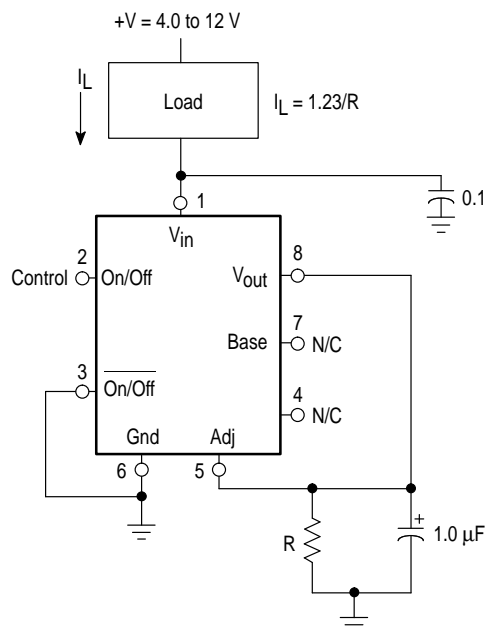 +V = 4.0 to 12 V
I_L
Load
I_L = 1.23/R
0.1
1
V_in
2
Control
On/Off
V_out
8
7
Base
N/C
3
On/Off
4
N/C
Gnd
Adj
6
5
R
+
1.0 µF